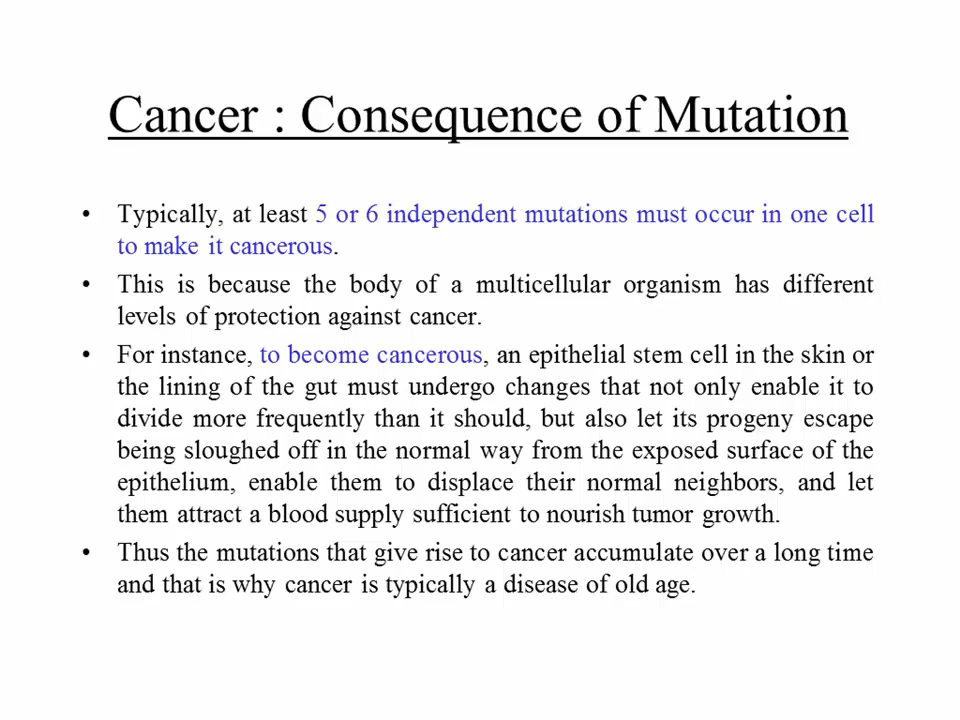 Cancer : Consequence of Mutation
• Typically, at least 5 or 6 independent mutations must occur in one cell
to make it cancerous.
• This is because the body of a multicellular organism has different
levels of protection against cancer.
• For instance, to become cancerous, an epithelial stem cell in the skin or
the lining of the gut must undergo changes that not only enable it to
divide more frequently than it should, but also let its progeny escape
being sloughed off in the normal way from the exposed surface of the
epithelium, enable them to displace their normal neighbors, and let
them attract a blood supply sufficient to nourish tumor growth.
• Thus the mutations that give rise to cancer accumulate over a long time
and that is why cancer is typically a disease of old age.